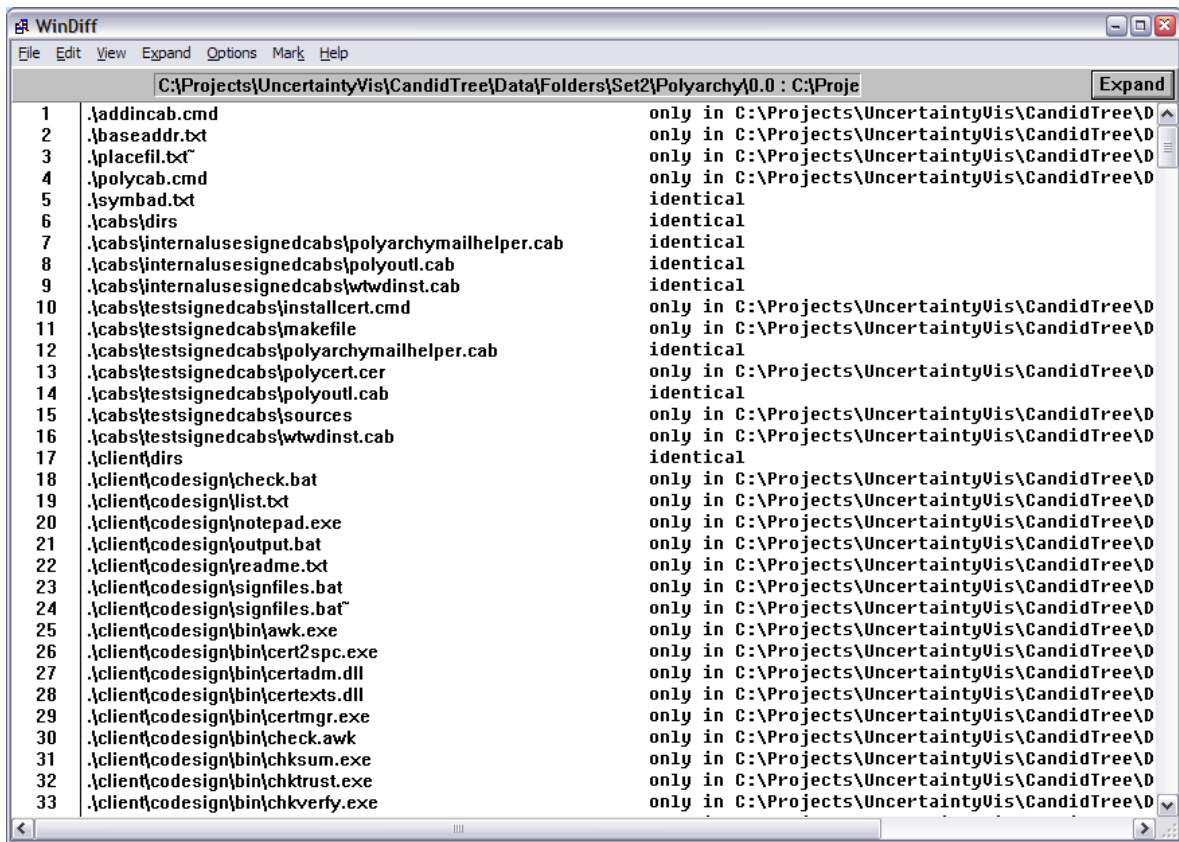 WinDiff
File Edit View Expand Options Mark Help
C:\Projects\UncertaintyVis\CandidTree\Data\Folders\Set2\Polyarchy\0.0 : C:\Proje Expand
1 .\addincab.cmd only in C:\Projects\UncertaintyVis\CandidTree\D
2 .\baseaddr.txt only in C:\Projects\UncertaintyVis\CandidTree\D
3 .\placefil.txt~ only in C:\Projects\UncertaintyVis\CandidTree\D
4 .\polycab.cmd only in C:\Projects\UncertaintyVis\CandidTree\D
5 .\symbad.txt identical
6 .\cabs\dirs identical
7 .\cabs\internalusesignedcabs\polyarchymailhelper.cab identical
8 .\cabs\internalusesignedcabs\polyoutl.cab identical
9 .\cabs\internalusesignedcabs\wtwdinst.cab identical
10 .\cabs\testsignedcabs\installcert.cmd only in C:\Projects\UncertaintyVis\CandidTree\D
11 .\cabs\testsignedcabs\makefile only in C:\Projects\UncertaintyVis\CandidTree\D
12 .\cabs\testsignedcabs\polyarchymailhelper.cab identical
13 .\cabs\testsignedcabs\polycert.cer only in C:\Projects\UncertaintyVis\CandidTree\D
14 .\cabs\testsignedcabs\polyoutl.cab identical
15 .\cabs\testsignedcabs\sources only in C:\Projects\UncertaintyVis\CandidTree\D
16 .\cabs\testsignedcabs\wtwdinst.cab only in C:\Projects\UncertaintyVis\CandidTree\D
17 .\client\dirs identical
18 .\client\codesign\check.bat only in C:\Projects\UncertaintyVis\CandidTree\D
19 .\client\codesign\list.txt only in C:\Projects\UncertaintyVis\CandidTree\D
20 .\client\codesign\notepad.exe only in C:\Projects\UncertaintyVis\CandidTree\D
21 .\client\codesign\output.bat only in C:\Projects\UncertaintyVis\CandidTree\D
22 .\client\codesign\readme.txt only in C:\Projects\UncertaintyVis\CandidTree\D
23 .\client\codesign\signfiles.bat only in C:\Projects\UncertaintyVis\CandidTree\D
24 .\client\codesign\signfiles.bat~ only in C:\Projects\UncertaintyVis\CandidTree\D
25 .\client\codesign\bin\awk.exe only in C:\Projects\UncertaintyVis\CandidTree\D
26 .\client\codesign\bin\cert2spc.exe only in C:\Projects\UncertaintyVis\CandidTree\D
27 .\client\codesign\bin\certadm.dll only in C:\Projects\UncertaintyVis\CandidTree\D
28 .\client\codesign\bin\certexts.dll only in C:\Projects\UncertaintyVis\CandidTree\D
29 .\client\codesign\bin\certmgr.exe only in C:\Projects\UncertaintyVis\CandidTree\D
30 .\client\codesign\bin\check.awk only in C:\Projects\UncertaintyVis\CandidTree\D
31 .\client\codesign\bin\chksum.exe only in C:\Projects\UncertaintyVis\CandidTree\D
32 .\client\codesign\bin\chktrust.exe only in C:\Projects\UncertaintyVis\CandidTree\D
33 .\client\codesign\bin\chkverfy.exe only in C:\Projects\UncertaintyVis\CandidTree\D